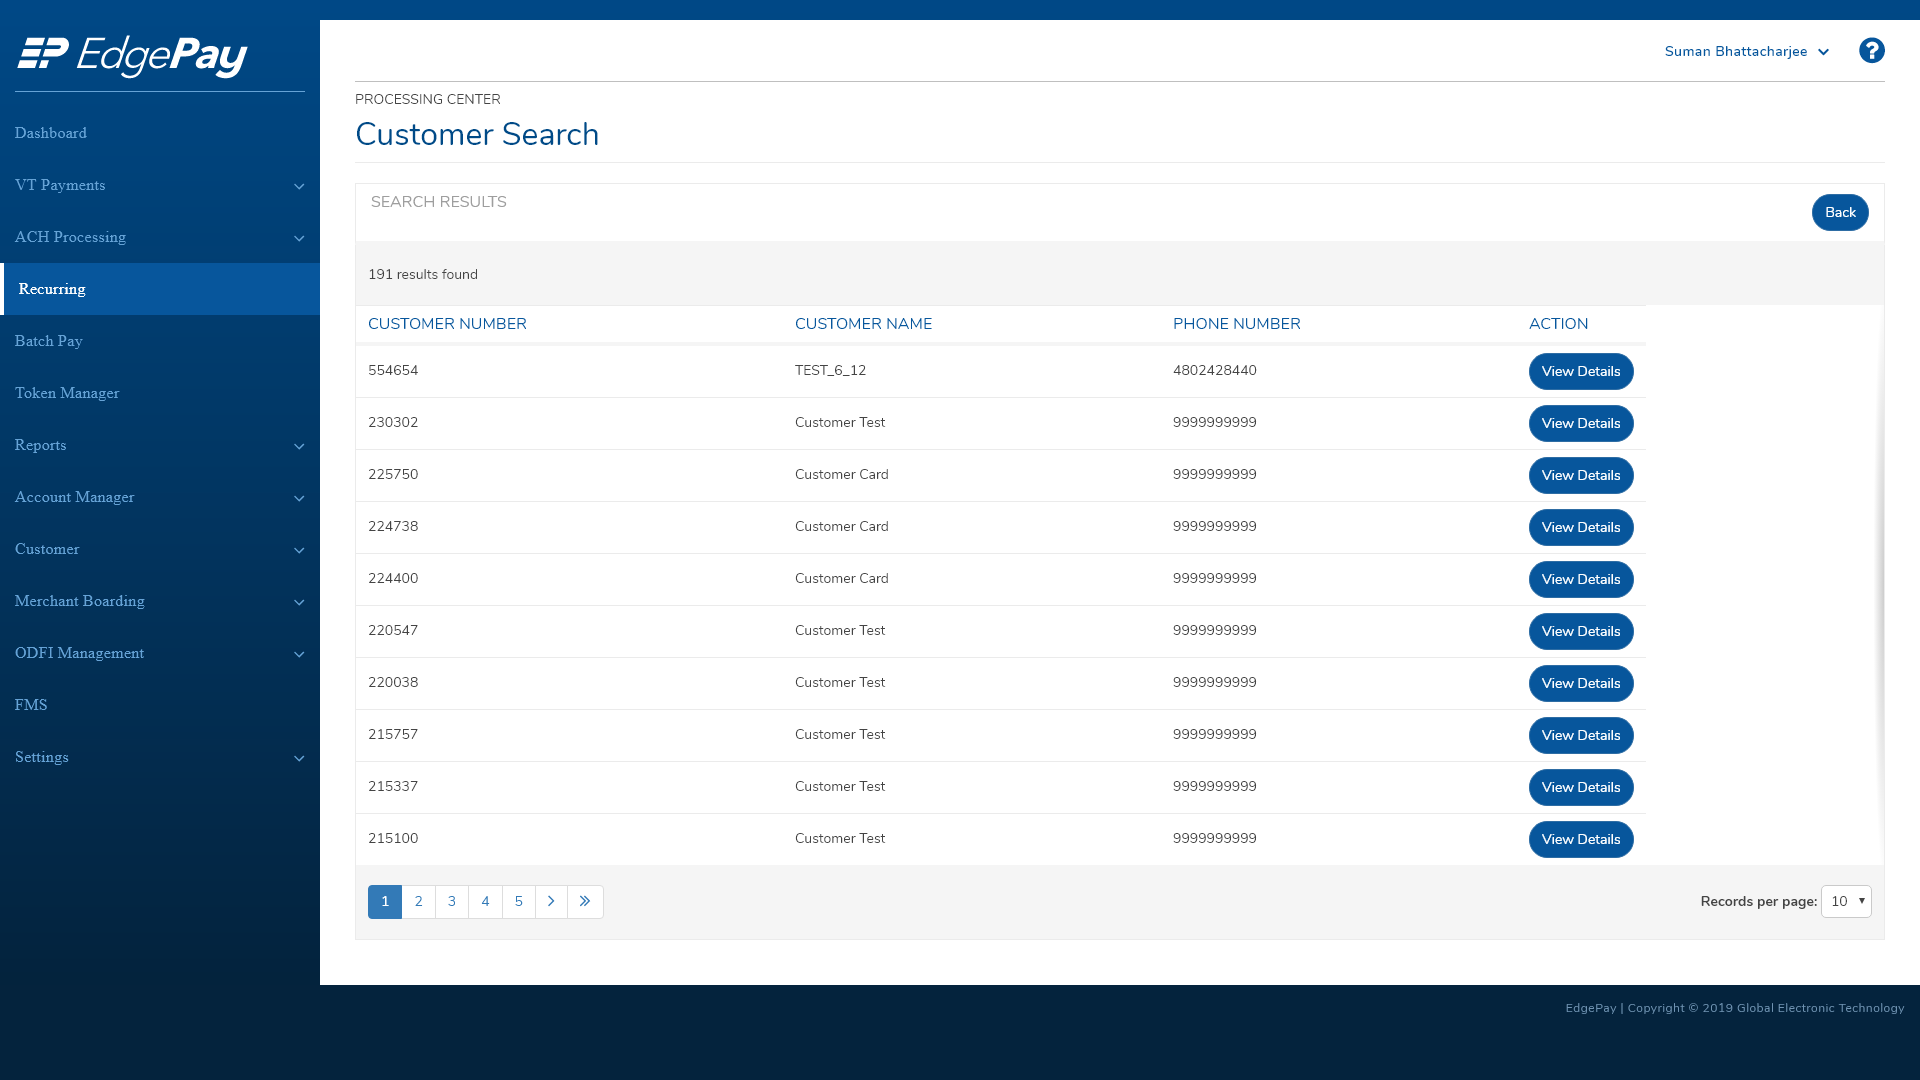 EdgePay
Dashboard
VT Payments
ACH Processing
Recurring
Batch Pay
Token Manager
Reports
Account Manager
Customer
Merchant Boarding
ODFI Management
FMS
Settings
Suman Bhattacharjee
?
PROCESSING CENTER
Customer Search
SEARCH RESULTS
Back
191 results found
CUSTOMER NUMBER CUSTOMER NAME PHONE NUMBER ACTION
554654 TEST_6_12 4802428440 View Details
230302 Customer Test 9999999999 View Details
225750 Customer Card 9999999999 View Details
224738 Customer Card 9999999999 View Details
224400 Customer Card 9999999999 View Details
220547 Customer Test 9999999999 View Details
220038 Customer Test 9999999999 View Details
215757 Customer Test 9999999999 View Details
215337 Customer Test 9999999999 View Details
215100 Customer Test 9999999999 View Details
1 2 3 4 5 › » Records per page: 10
EdgePay | Copyright © 2019 Global Electronic Technology